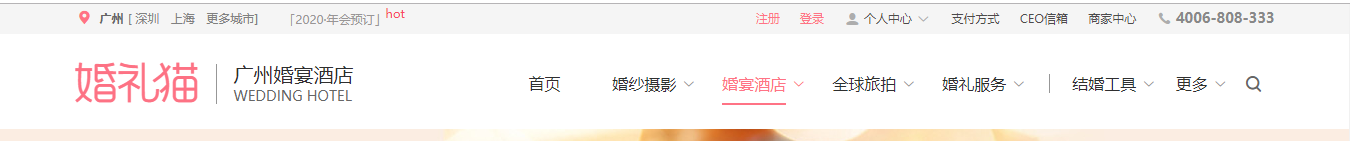 广州 [ 深圳 上海 更多城市] 「2020·年会预订」 hot 注册 登录 个人中心 支付方式 CEO信箱 商家中心 4006-808-333
婚礼猫 广州婚宴酒店 首页 婚纱摄影 婚宴酒店 全球旅拍 婚礼服务 结婚工具 更多
WEDDING HOTEL